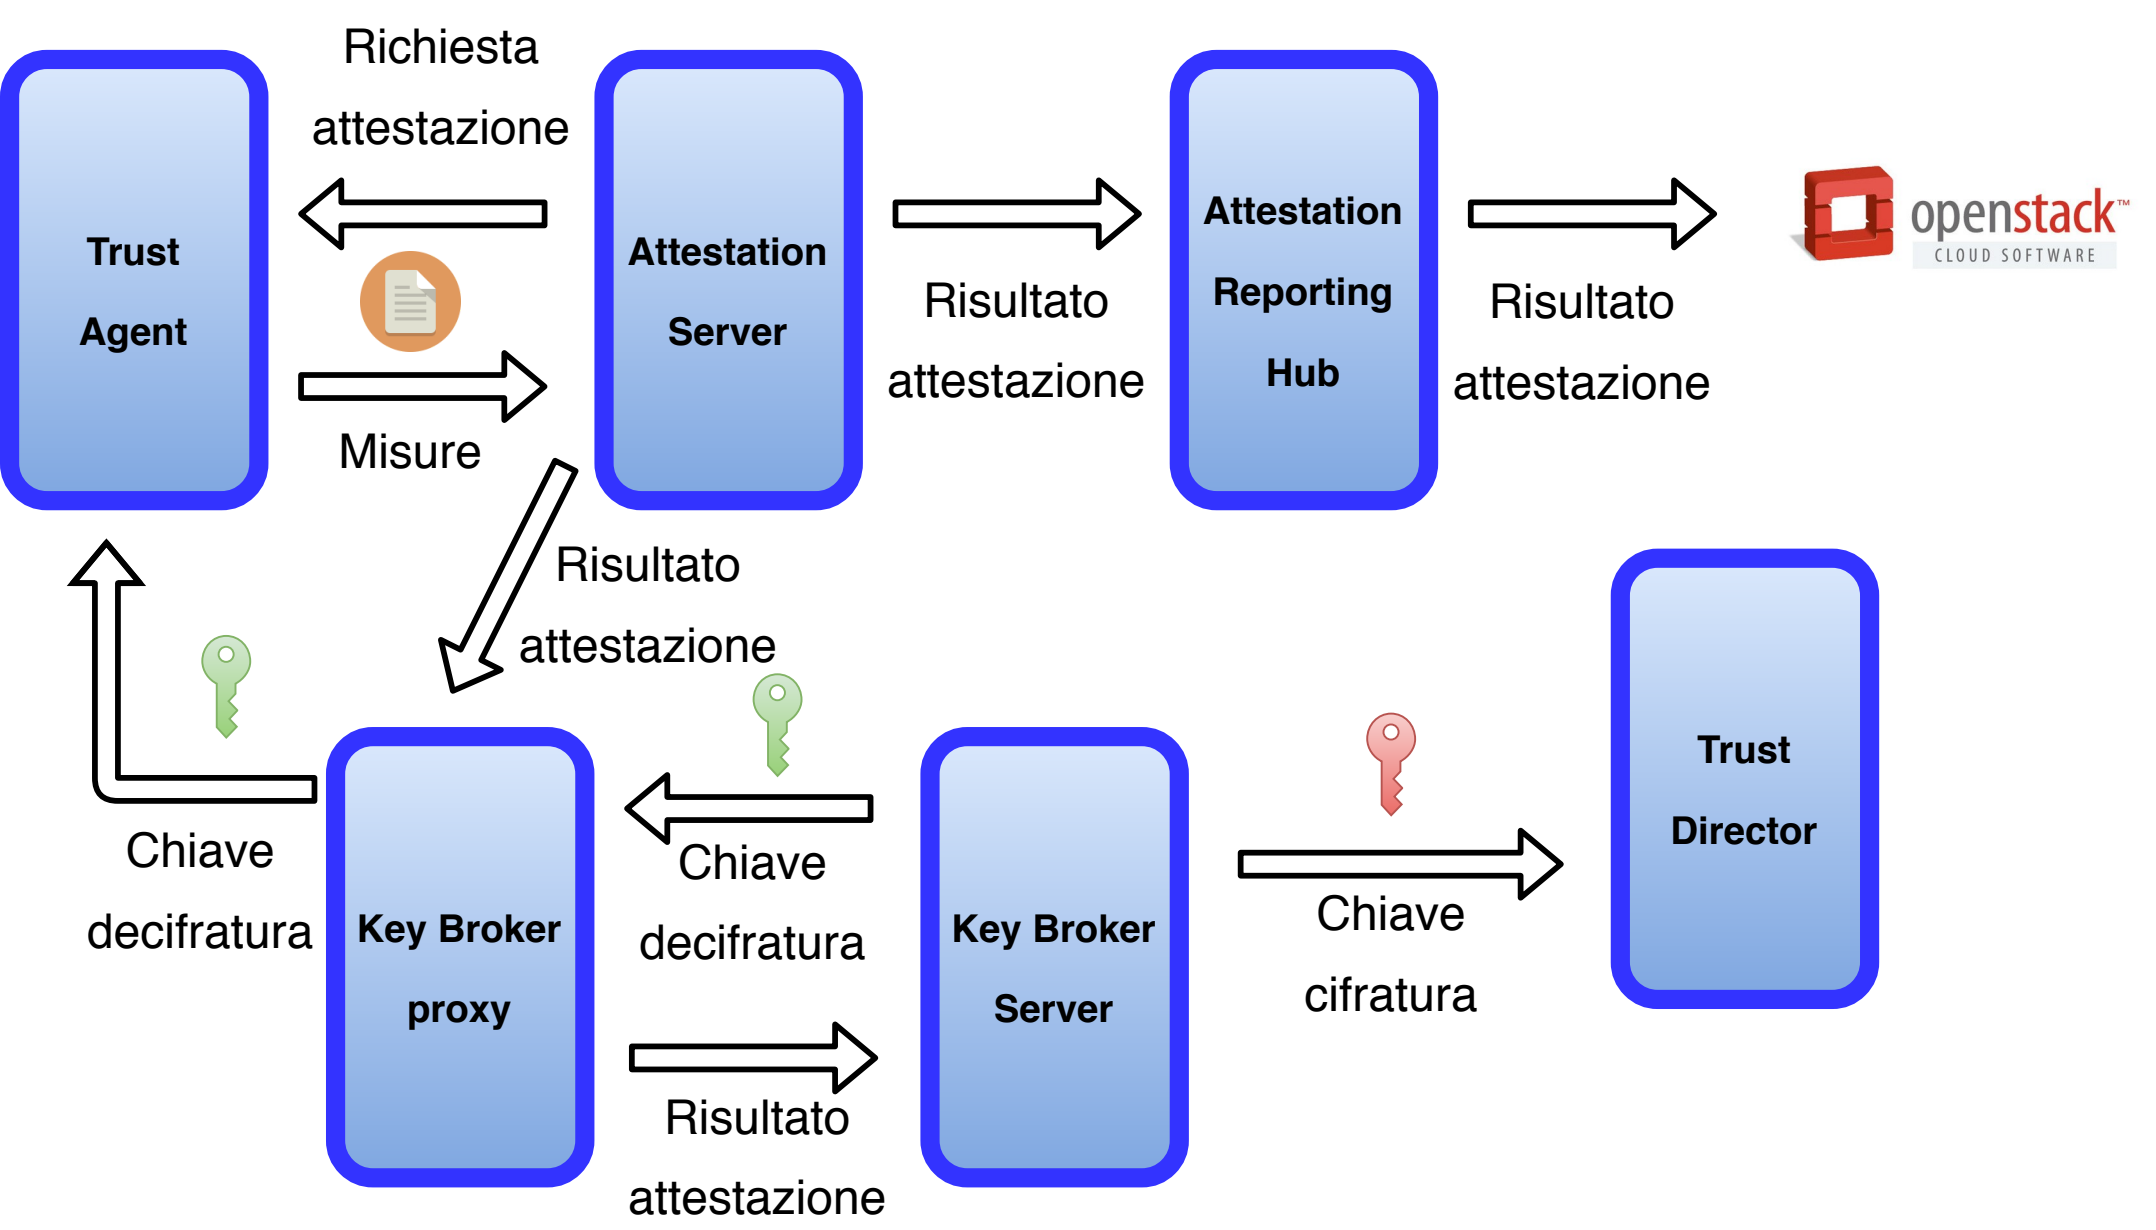 Richiesta
attestazione
Trust
Agent
Misure
Attestation
Server
Risultato
attestazione
Attestation
Reporting
Hub
Risultato
attestazione
openstack™
CLOUD SOFTWARE
Risultato
attestazione
Chiave
decifratura
Key Broker
proxy
Chiave
decifratura
Risultato
attestazione
Key Broker
Server
Chiave
cifratura
Trust
Director